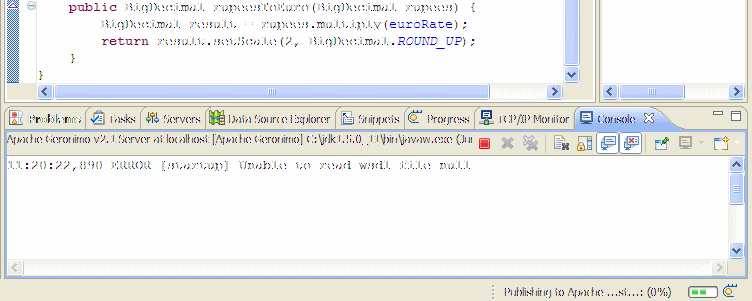 public BigDecimal rupeesToEuro(BigDecimal rupees) {
BigDecimal result = rupees.multiply(euroRate);
return result.setScale(2, BigDecimal.ROUND_UP);
}
}
Problems Tasks Servers Data Source Explorer Snippets Progress TCP/IP Monitor Console
Apache Geronimo v2.1 Server at localhost [Apache Geronimo] C:\jdk1.5.0_11\bin\javaw.exe (Jun
11:20:22,890 ERROR [startup] Unable to read wsdl file null
Publishing to Apache ...st...: (0%)